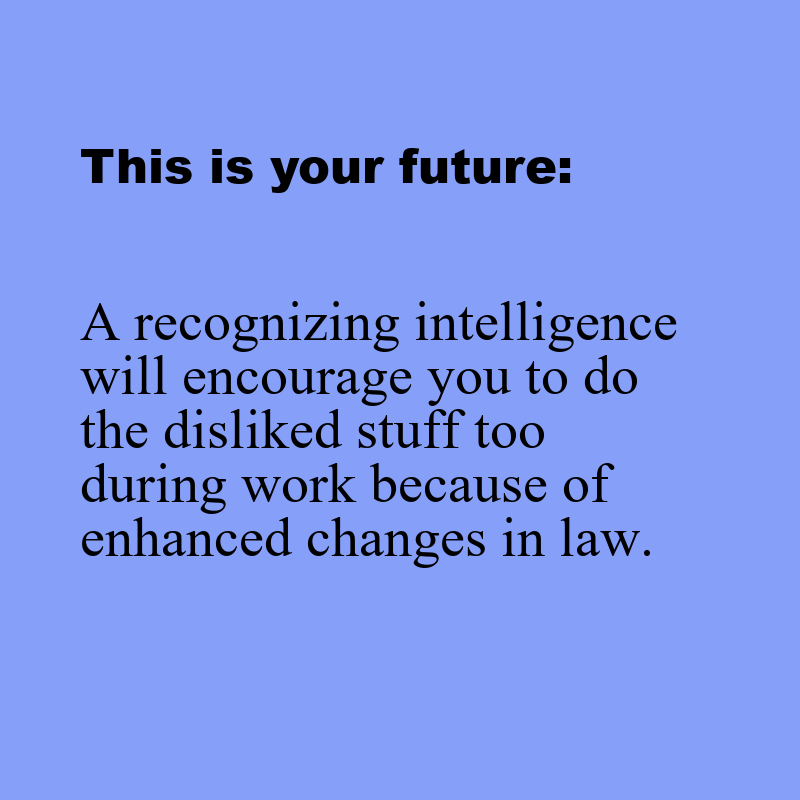 This is your future:
A recognizing intelligence
will encourage you to do
the disliked stuff too
during work because of
enhanced changes in law.